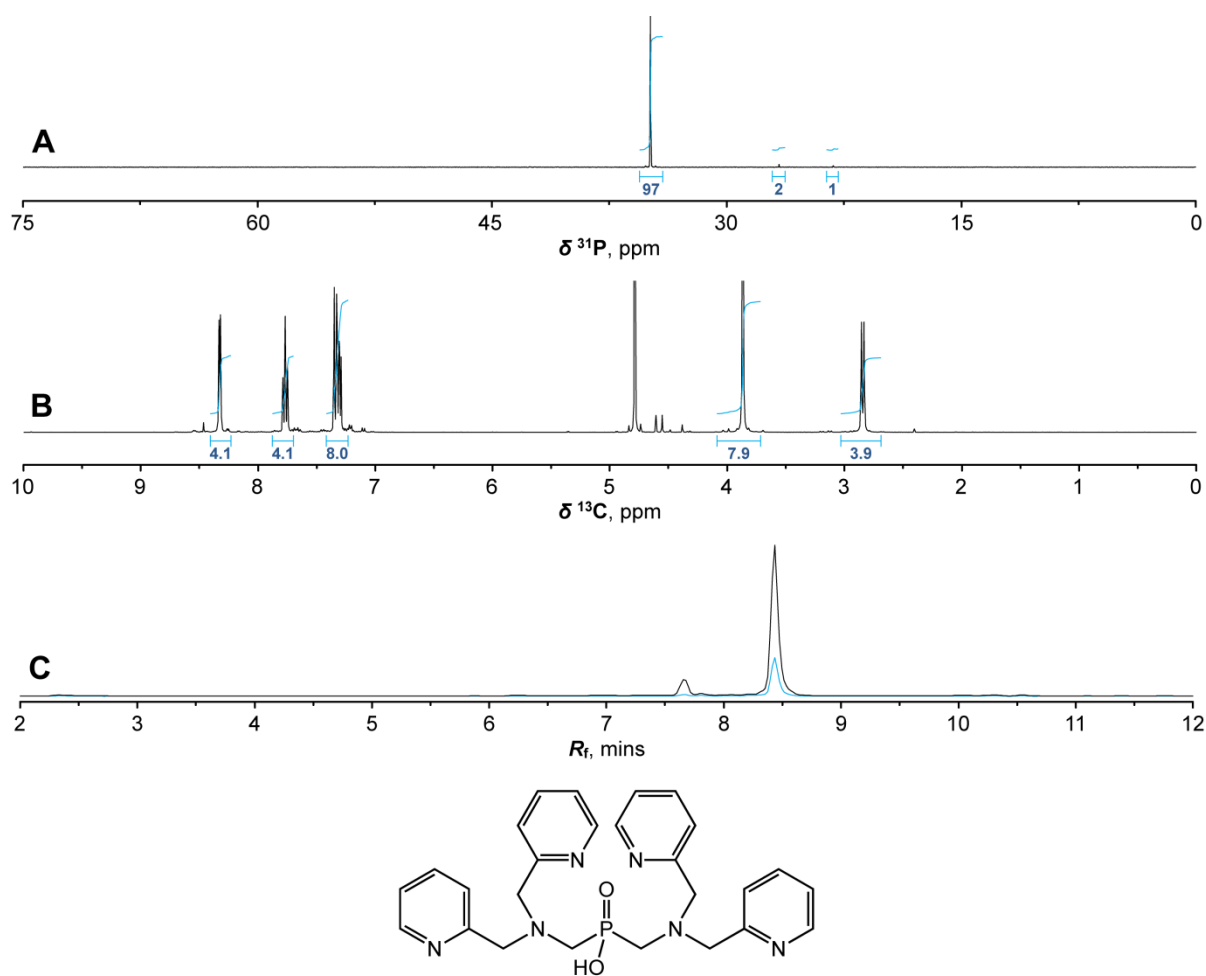 A
97 2 1
75 60 45 30 15 0
δ ³¹P, ppm
B
4.1 4.1 8.0 7.9 3.9
10 9 8 7 6 5 4 3 2 1 0
δ ¹³C, ppm
C
2 3 4 5 6 7 8 9 10 11 12
Rf, mins
N N
O
N N P N N
HO